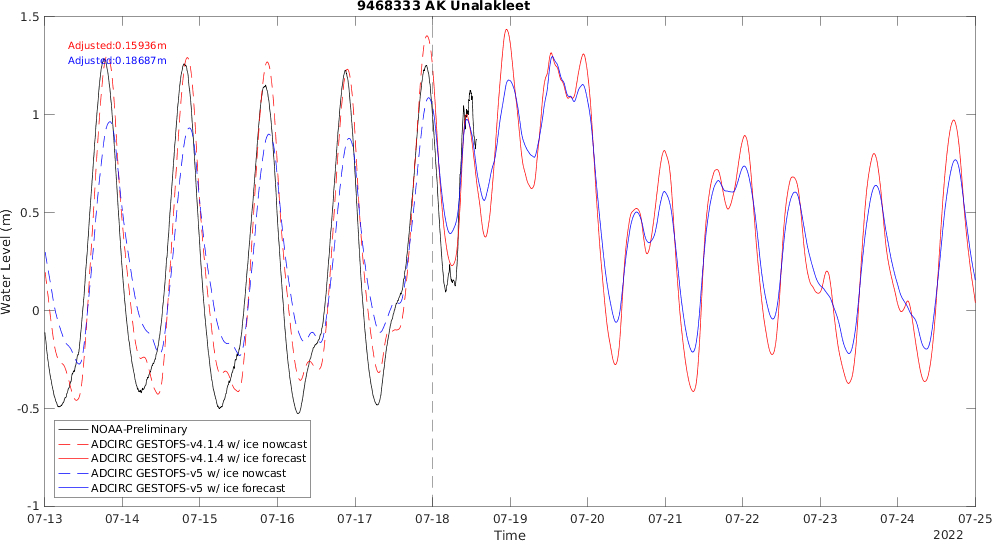 9468333 AK Unalakleet
1.5
Adjusted:0.15936m
Adjusted:0.18687m
1
0.5
Water Level (m)
0
-0.5
NOAA-Preliminary
ADCIRC GESTOFS-v4.1.4 w/ ice nowcast
ADCIRC GESTOFS-v4.1.4 w/ ice forecast
ADCIRC GESTOFS-v5 w/ ice nowcast
ADCIRC GESTOFS-v5 w/ ice forecast
-1
07-13 07-14 07-15 07-16 07-17 07-18 07-19 07-20 07-21 07-22 07-23 07-24 07-25
Time
2022